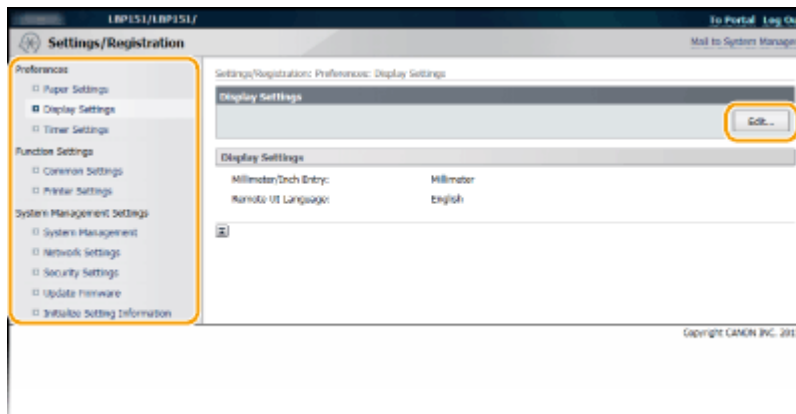 LBP151/LBP151/
To Portal Log Ou
Settings/Registration
Mail to System Manager
Preferences
Paper Settings
Display Settings
Timer Settings
Function Settings
Common Settings
Printer Settings
System Management Settings
System Management
Network Settings
Security Settings
Update Firmware
Initialize Setting Information
Settings/Registration: Preferences: Display Settings
Display Settings
Edit...
Display Settings
Millimeter/Inch Entry: Millimeter
Remote UI Language: English
Copyright CANON INC. 201